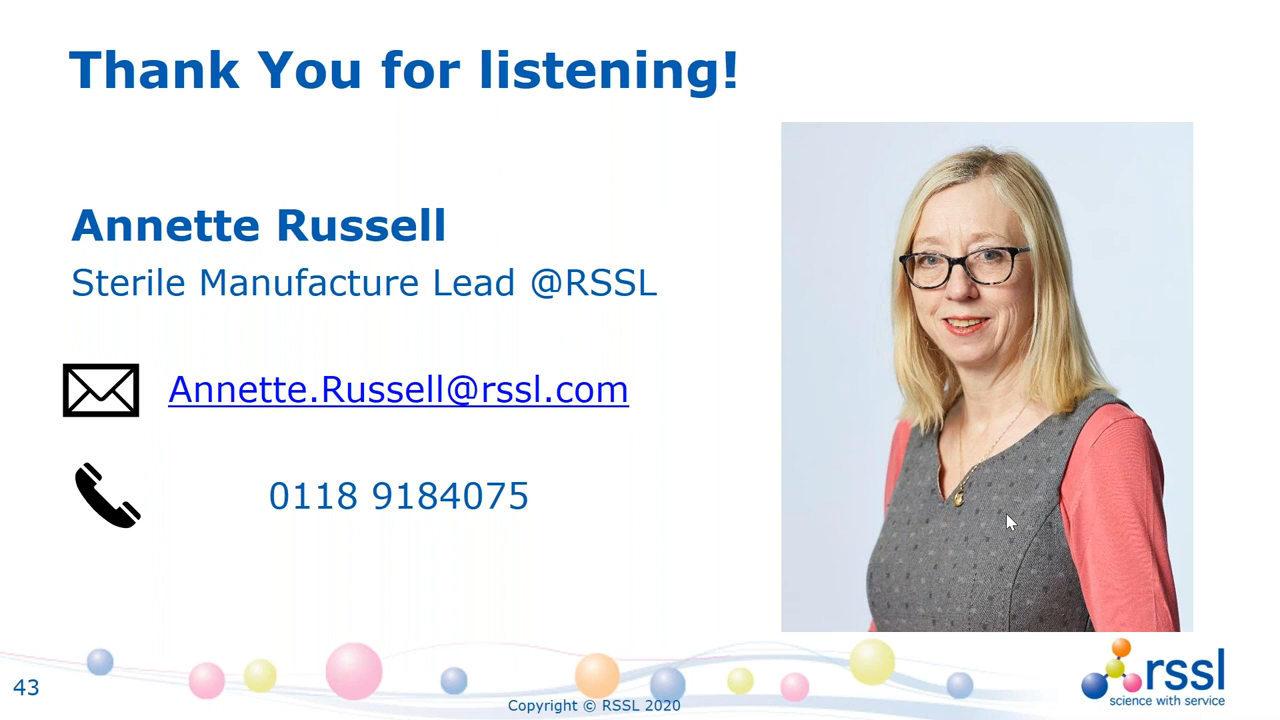 Thank You for listening!
Annette Russell
Sterile Manufacture Lead @RSSL
Annette.Russell@rssl.com
0118 9184075
43
Copyright © RSSL 2020
rssl
science with service